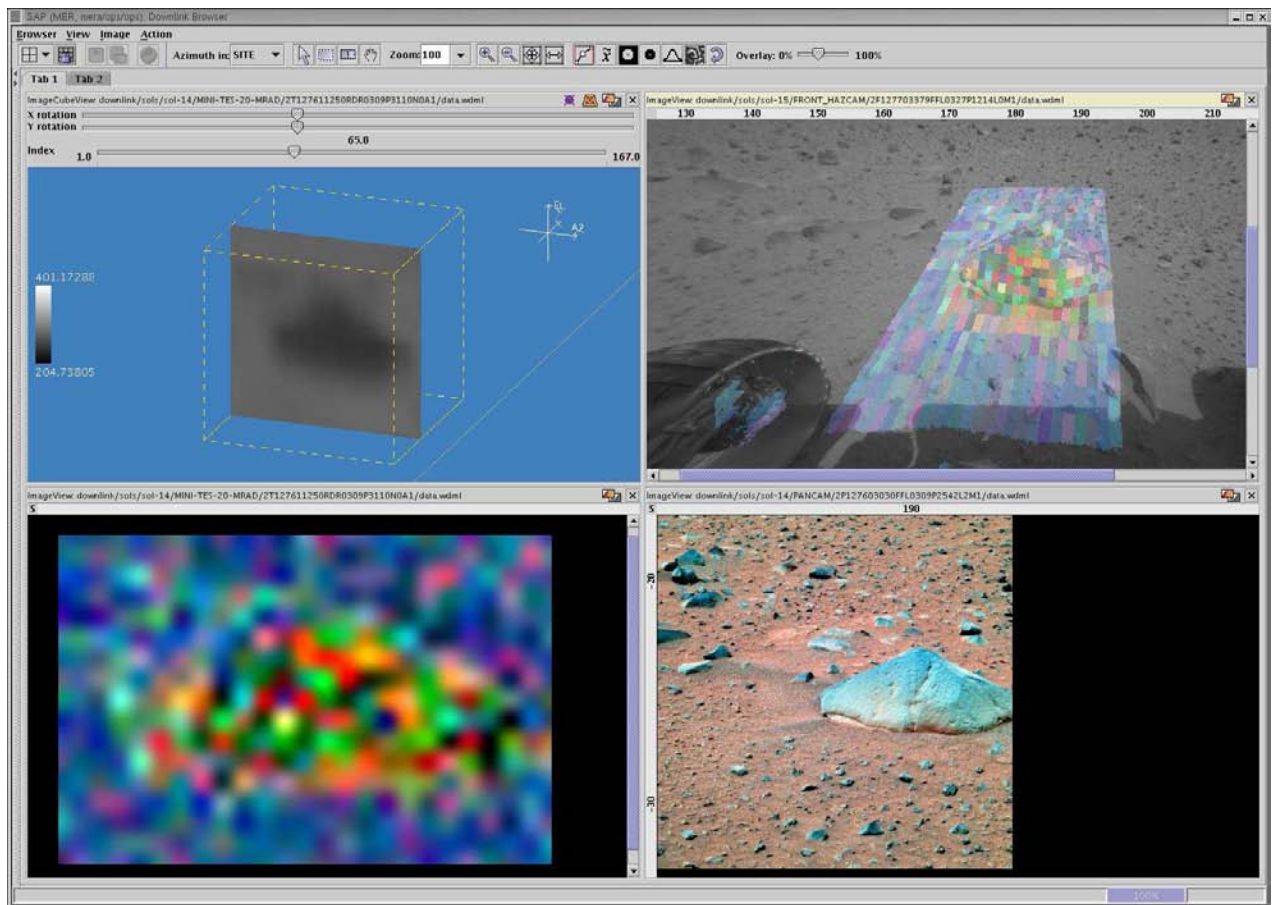 SAP (MER, mera/ops/ops): Downlink Browser
Browser View Image Action
Azimuth in: SITE Zoom: 100 Overlay: 0% 100%
Tab 1 Tab 2
ImageCubeView: downlink/sols/sol-14/MINI-TES-20-MRAD/2T127611250RDR0309P3110N0A1/data.wdml
X rotation
Y rotation
65.0
Index 1.0 167.0
EL
X
AZ
401.17288
204.73805
ImageView: downlink/sols/sol-15/FRONT_HAZCAM/2F127703379FFL0327P1214L0M1/data.wdml
130 140 150 160 170 180 190 200 210
ImageView: downlink/sols/sol-14/MINI-TES-20-MRAD/2T127611250RDR0309P3110N0A1/data.wdml
S
ImageView: downlink/sols/sol-14/PANCAM/2P127603030FFL0309P2542L2M1/data.wdml
S 190
-20
-30
100%